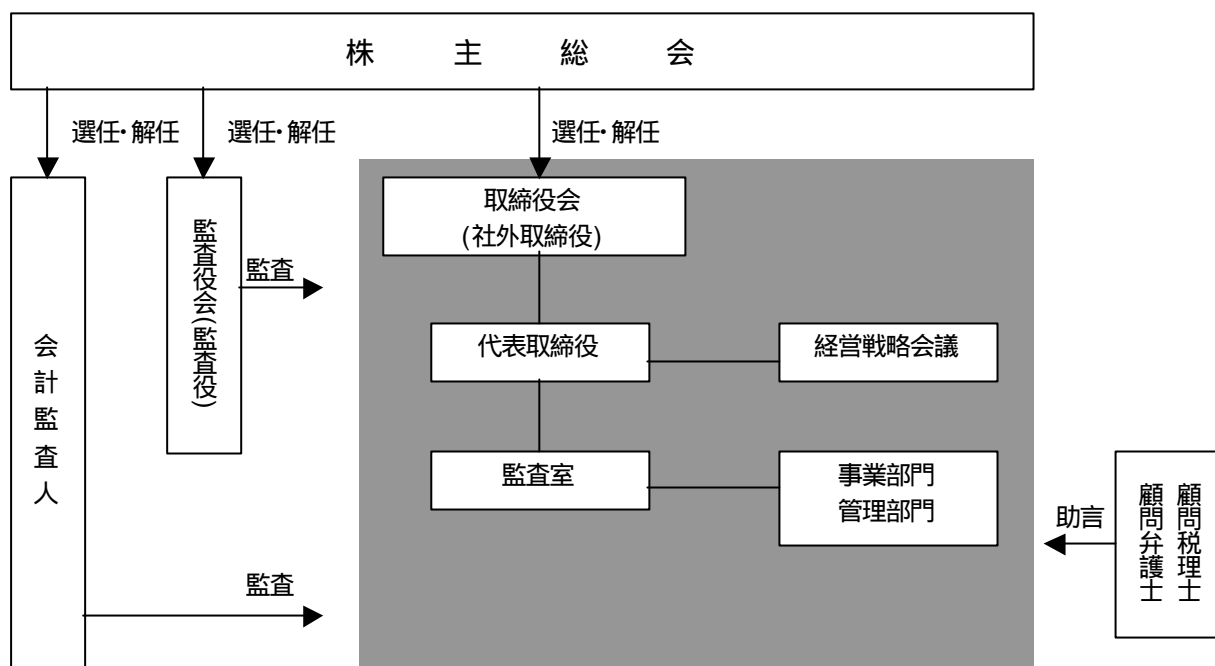 株主総会
選任・解任
選任・解任
選任・解任
取締役会
(社外取締役)
監査役会(監査役)
監査
会計監査人
代表取締役
経営戦略会議
監査室
事業部門
管理部門
助言
顧問税理士
顧問弁護士
監査